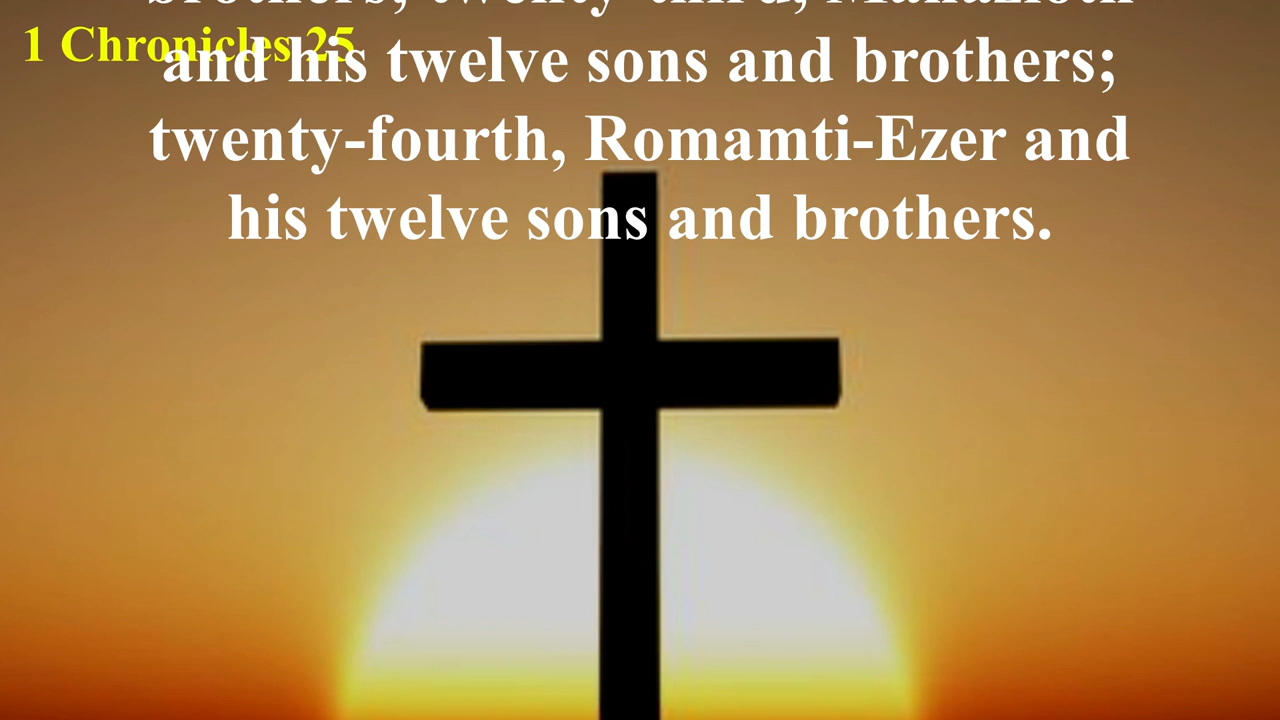 1 Chronicles 25
brothers; twenty-third, Mahazioth
and his twelve sons and brothers;
twenty-fourth, Romamti-Ezer and
his twelve sons and brothers.